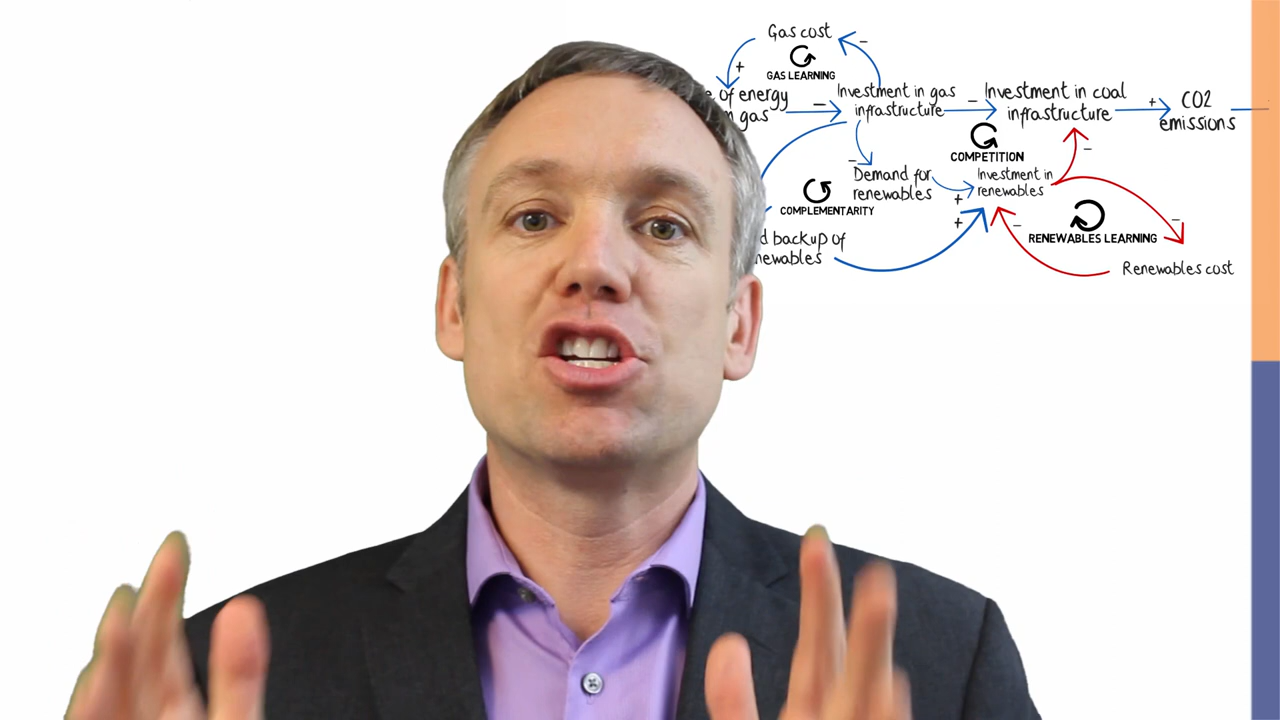 Gas cost
−
+
GAS LEARNING
of energy
gas
−
Investment in gas
infrastructure
−
Investment in coal
infrastructure
+
CO2
emissions
COMPETITION
−
−
Demand for
renewables
+
Investment in
renewables
COMPLEMENTARITY
+
−
−
RENEWABLES LEARNING
backup of
Renewables cost